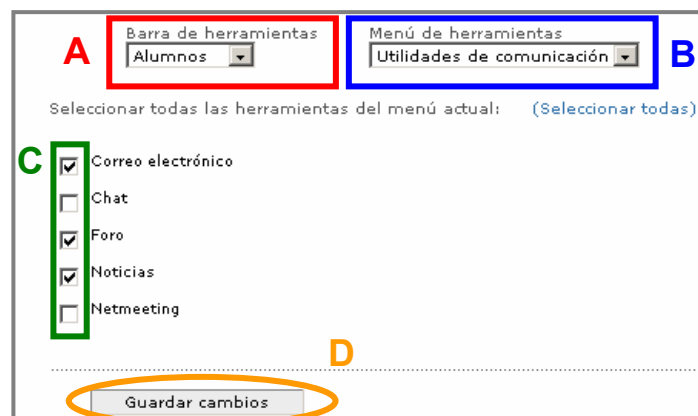 A
Barra de herramientas
Alumnos
Menú de herramientas
Utilidades de comunicación
B
Seleccionar todas las herramientas del menú actual: (Seleccionar todas)
C
Correo electrónico
Chat
Foro
Noticias
Netmeeting
D
Guardar cambios